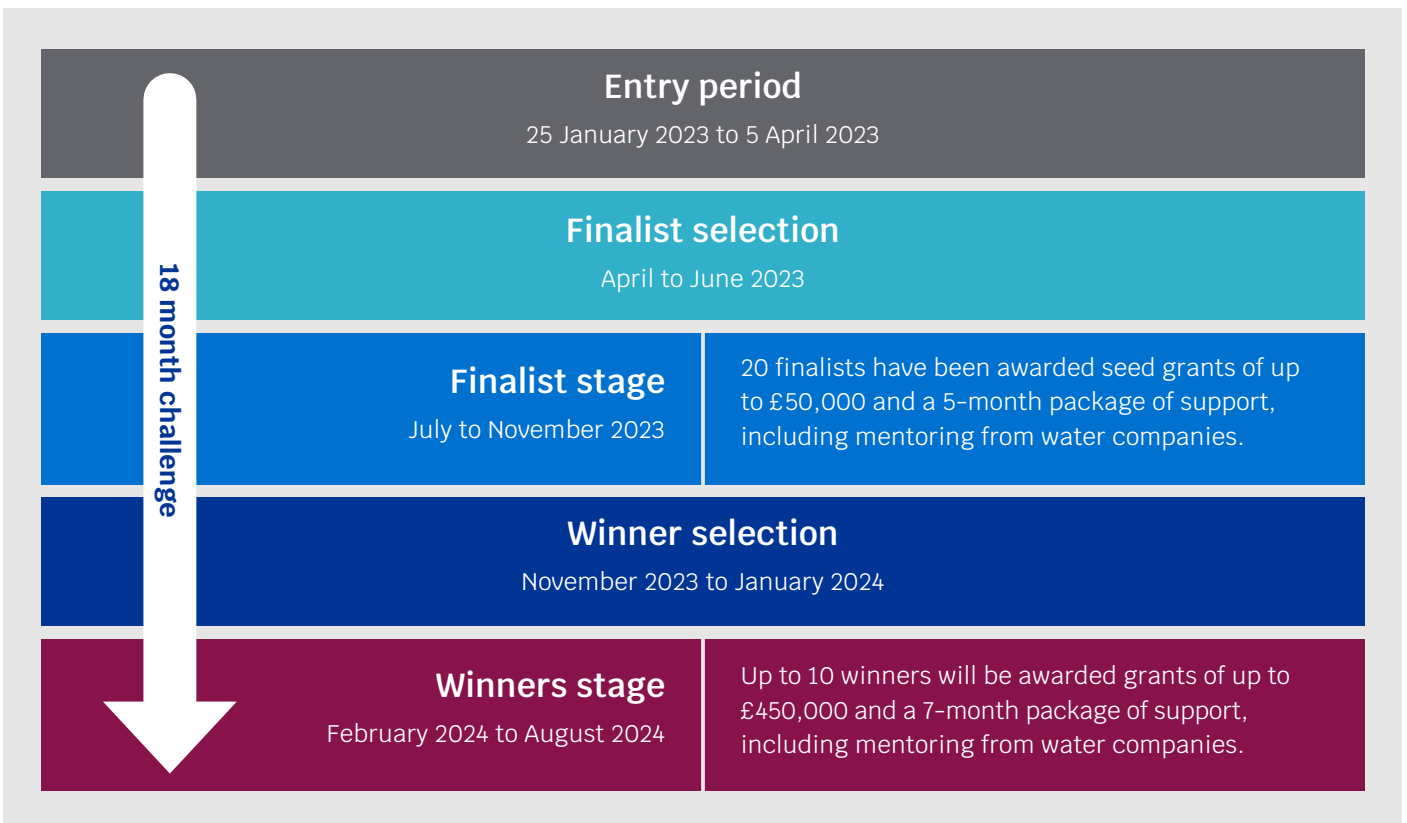 Entry period
25 January 2023 to 5 April 2023
Finalist selection
April to June 2023
18 month challenge
Finalist stage
July to November 2023
20 finalists have been awarded seed grants of up
to £50,000 and a 5-month package of support,
including mentoring from water companies.
Winner selection
November 2023 to January 2024
Winners stage
February 2024 to August 2024
Up to 10 winners will be awarded grants of up to
£450,000 and a 7-month package of support,
including mentoring from water companies.